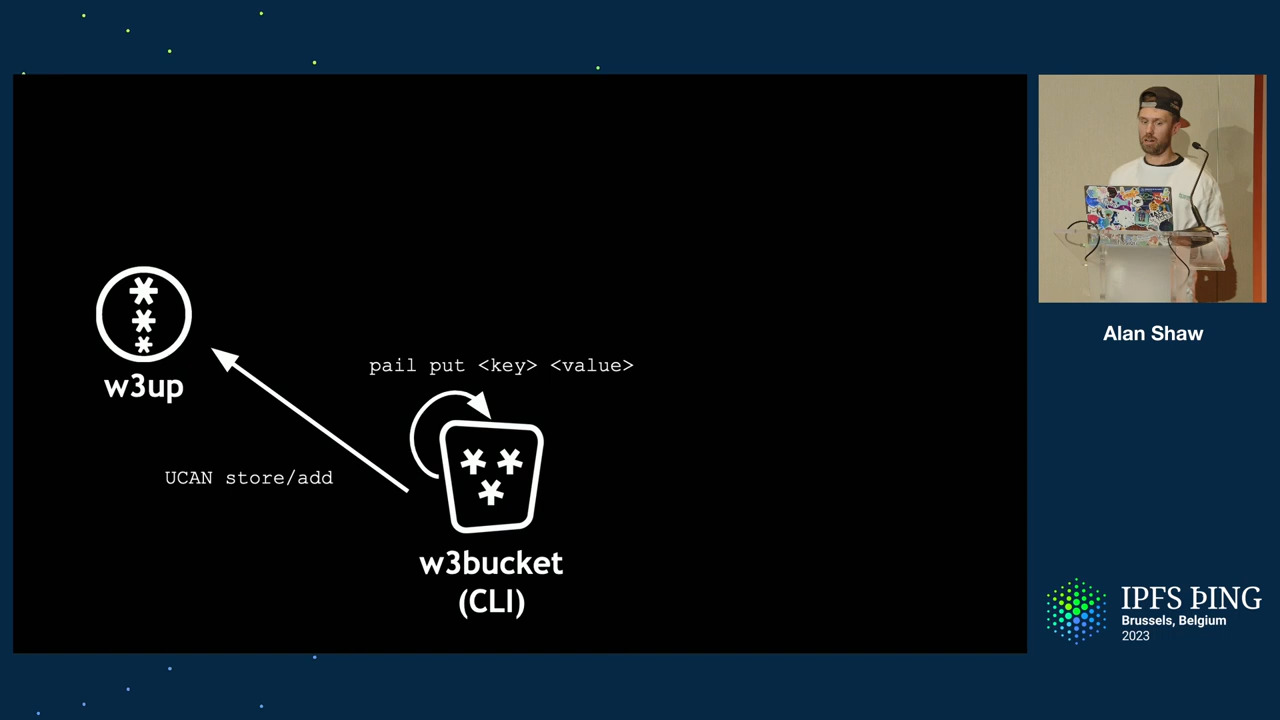 w3up
pail put <key> <value>
UCAN store/add
w3bucket
(CLI)
Alan Shaw
IPFS ÞING
Brussels, Belgium
2023